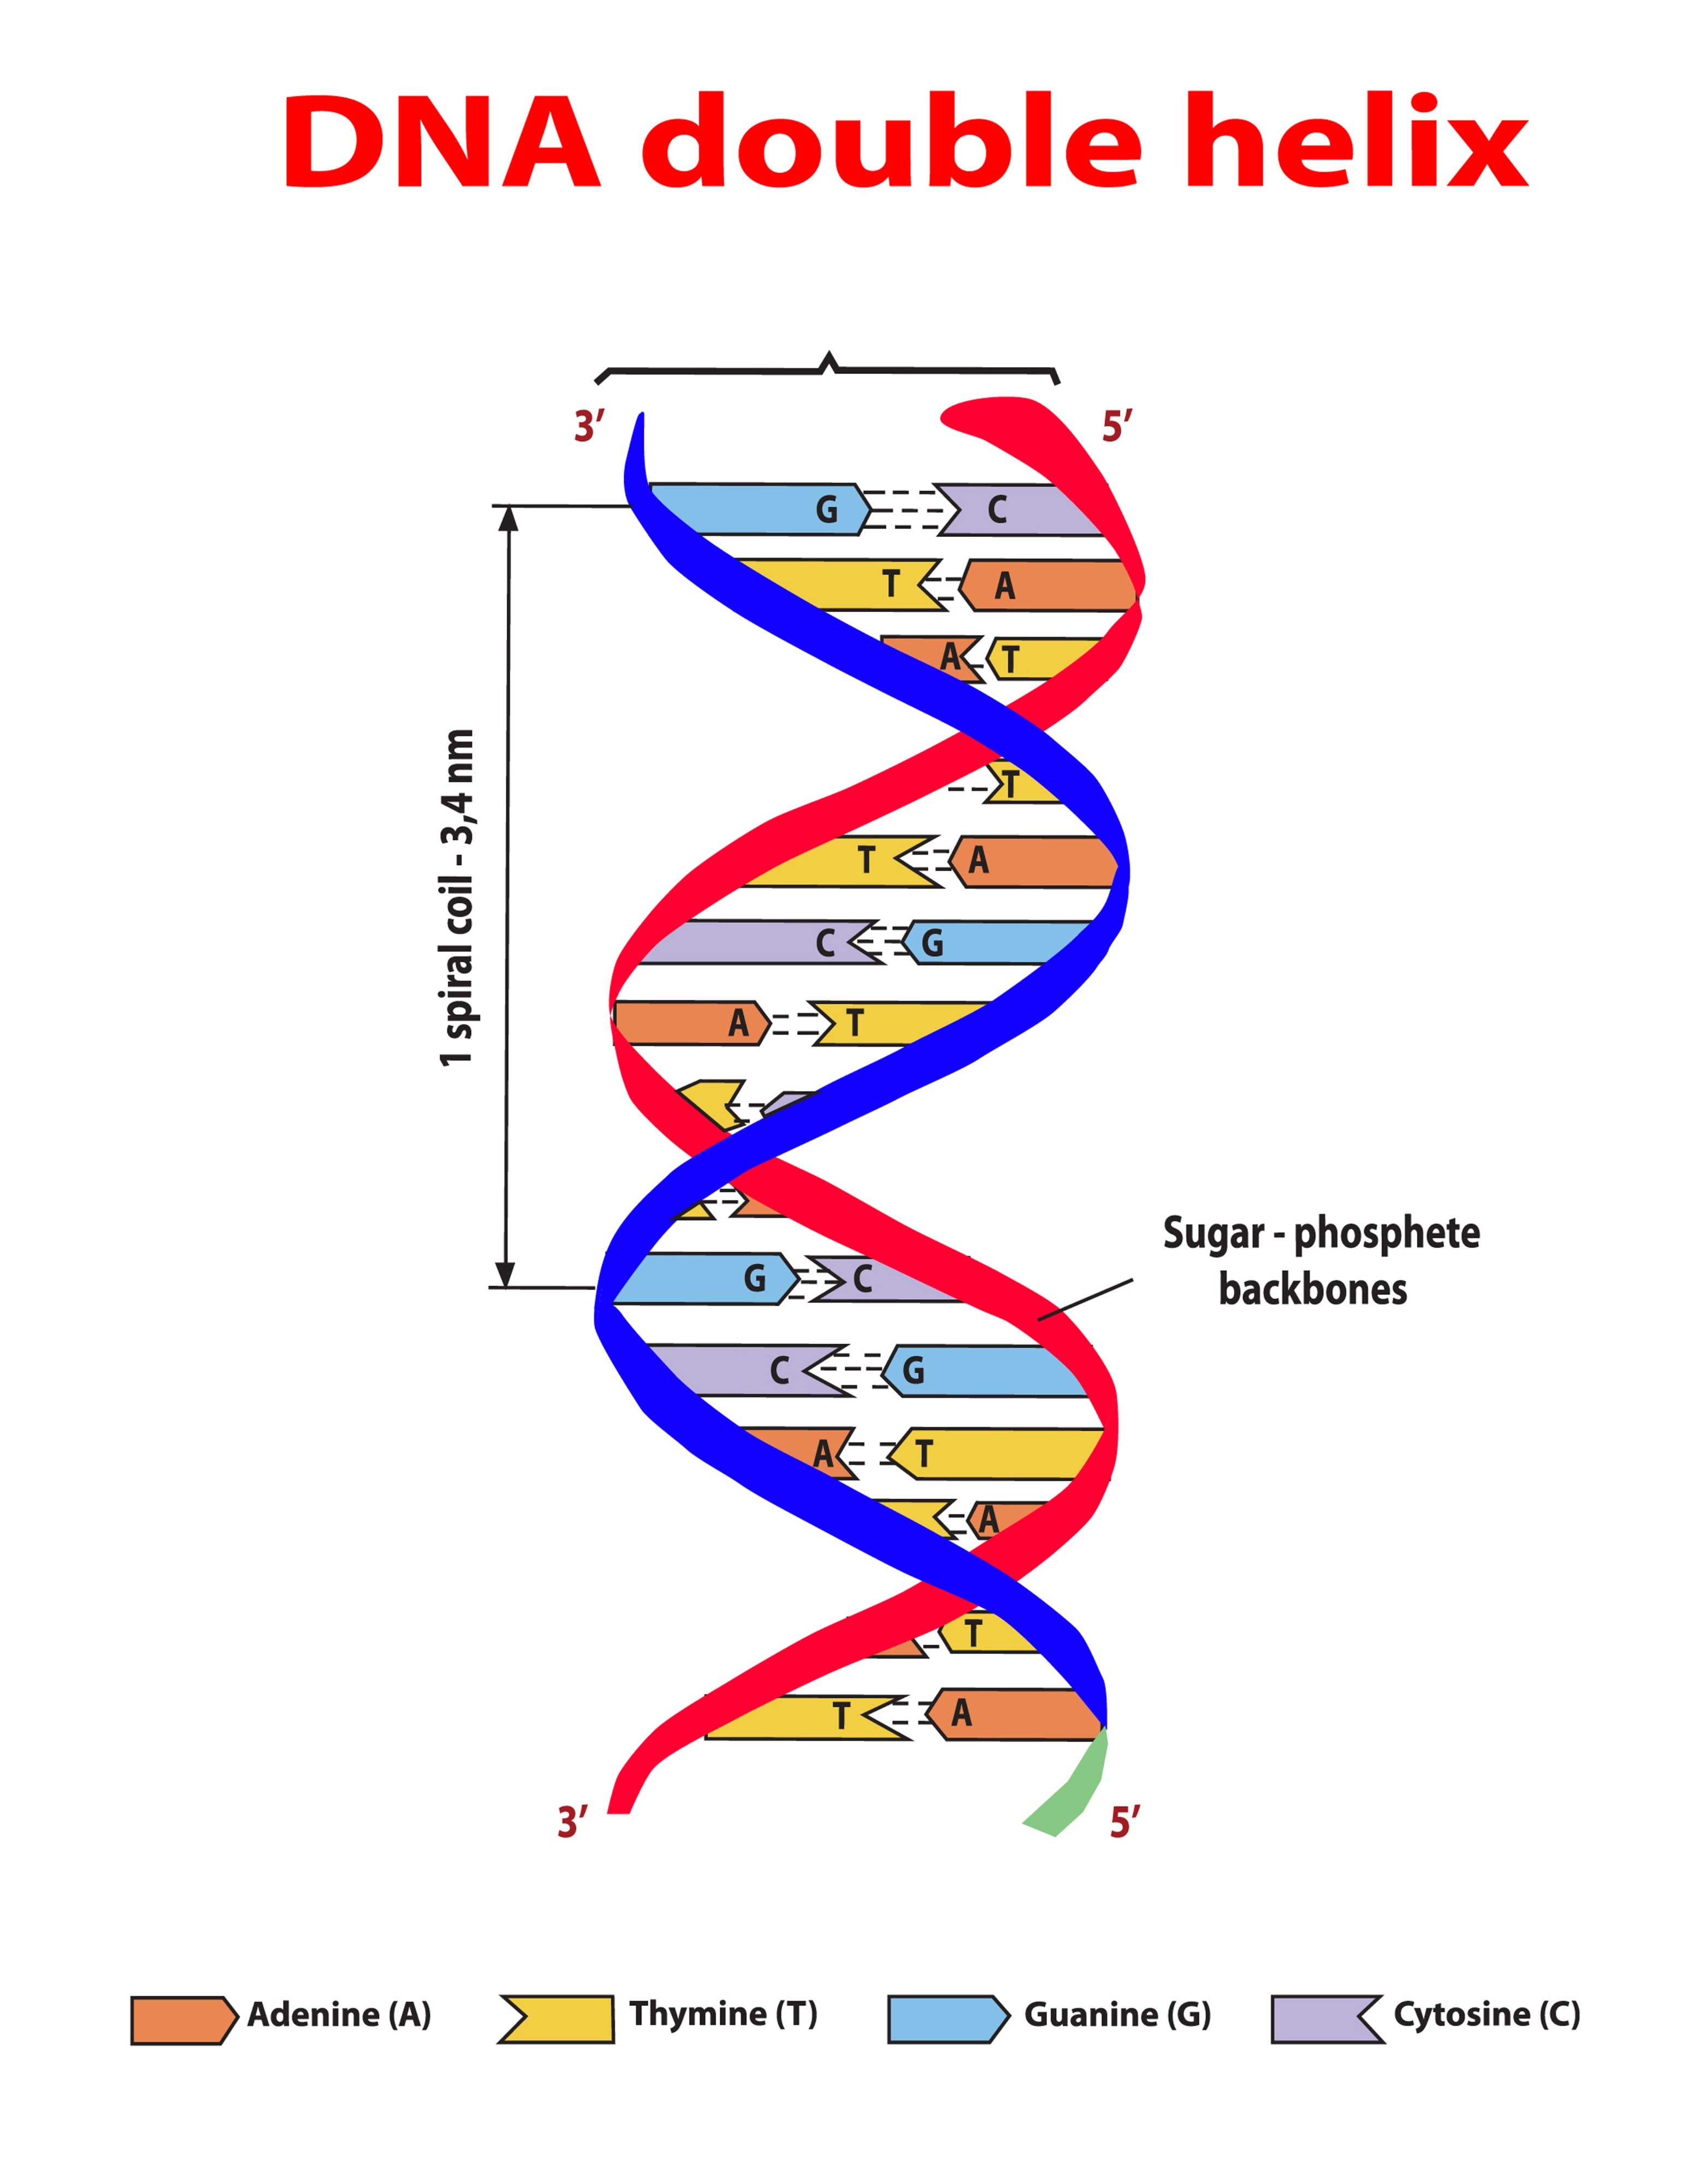 DNA double helix
3' 5'
G C
T A
A T
T
T A
C G
A T
1 spiral coil - 3,4 nm
Sugar - phosphete
backbones
G C
C G
A T
A
T
T A
3' 5'
Adenine (A) Thymine (T) Guanine (G) Cytosine (C)